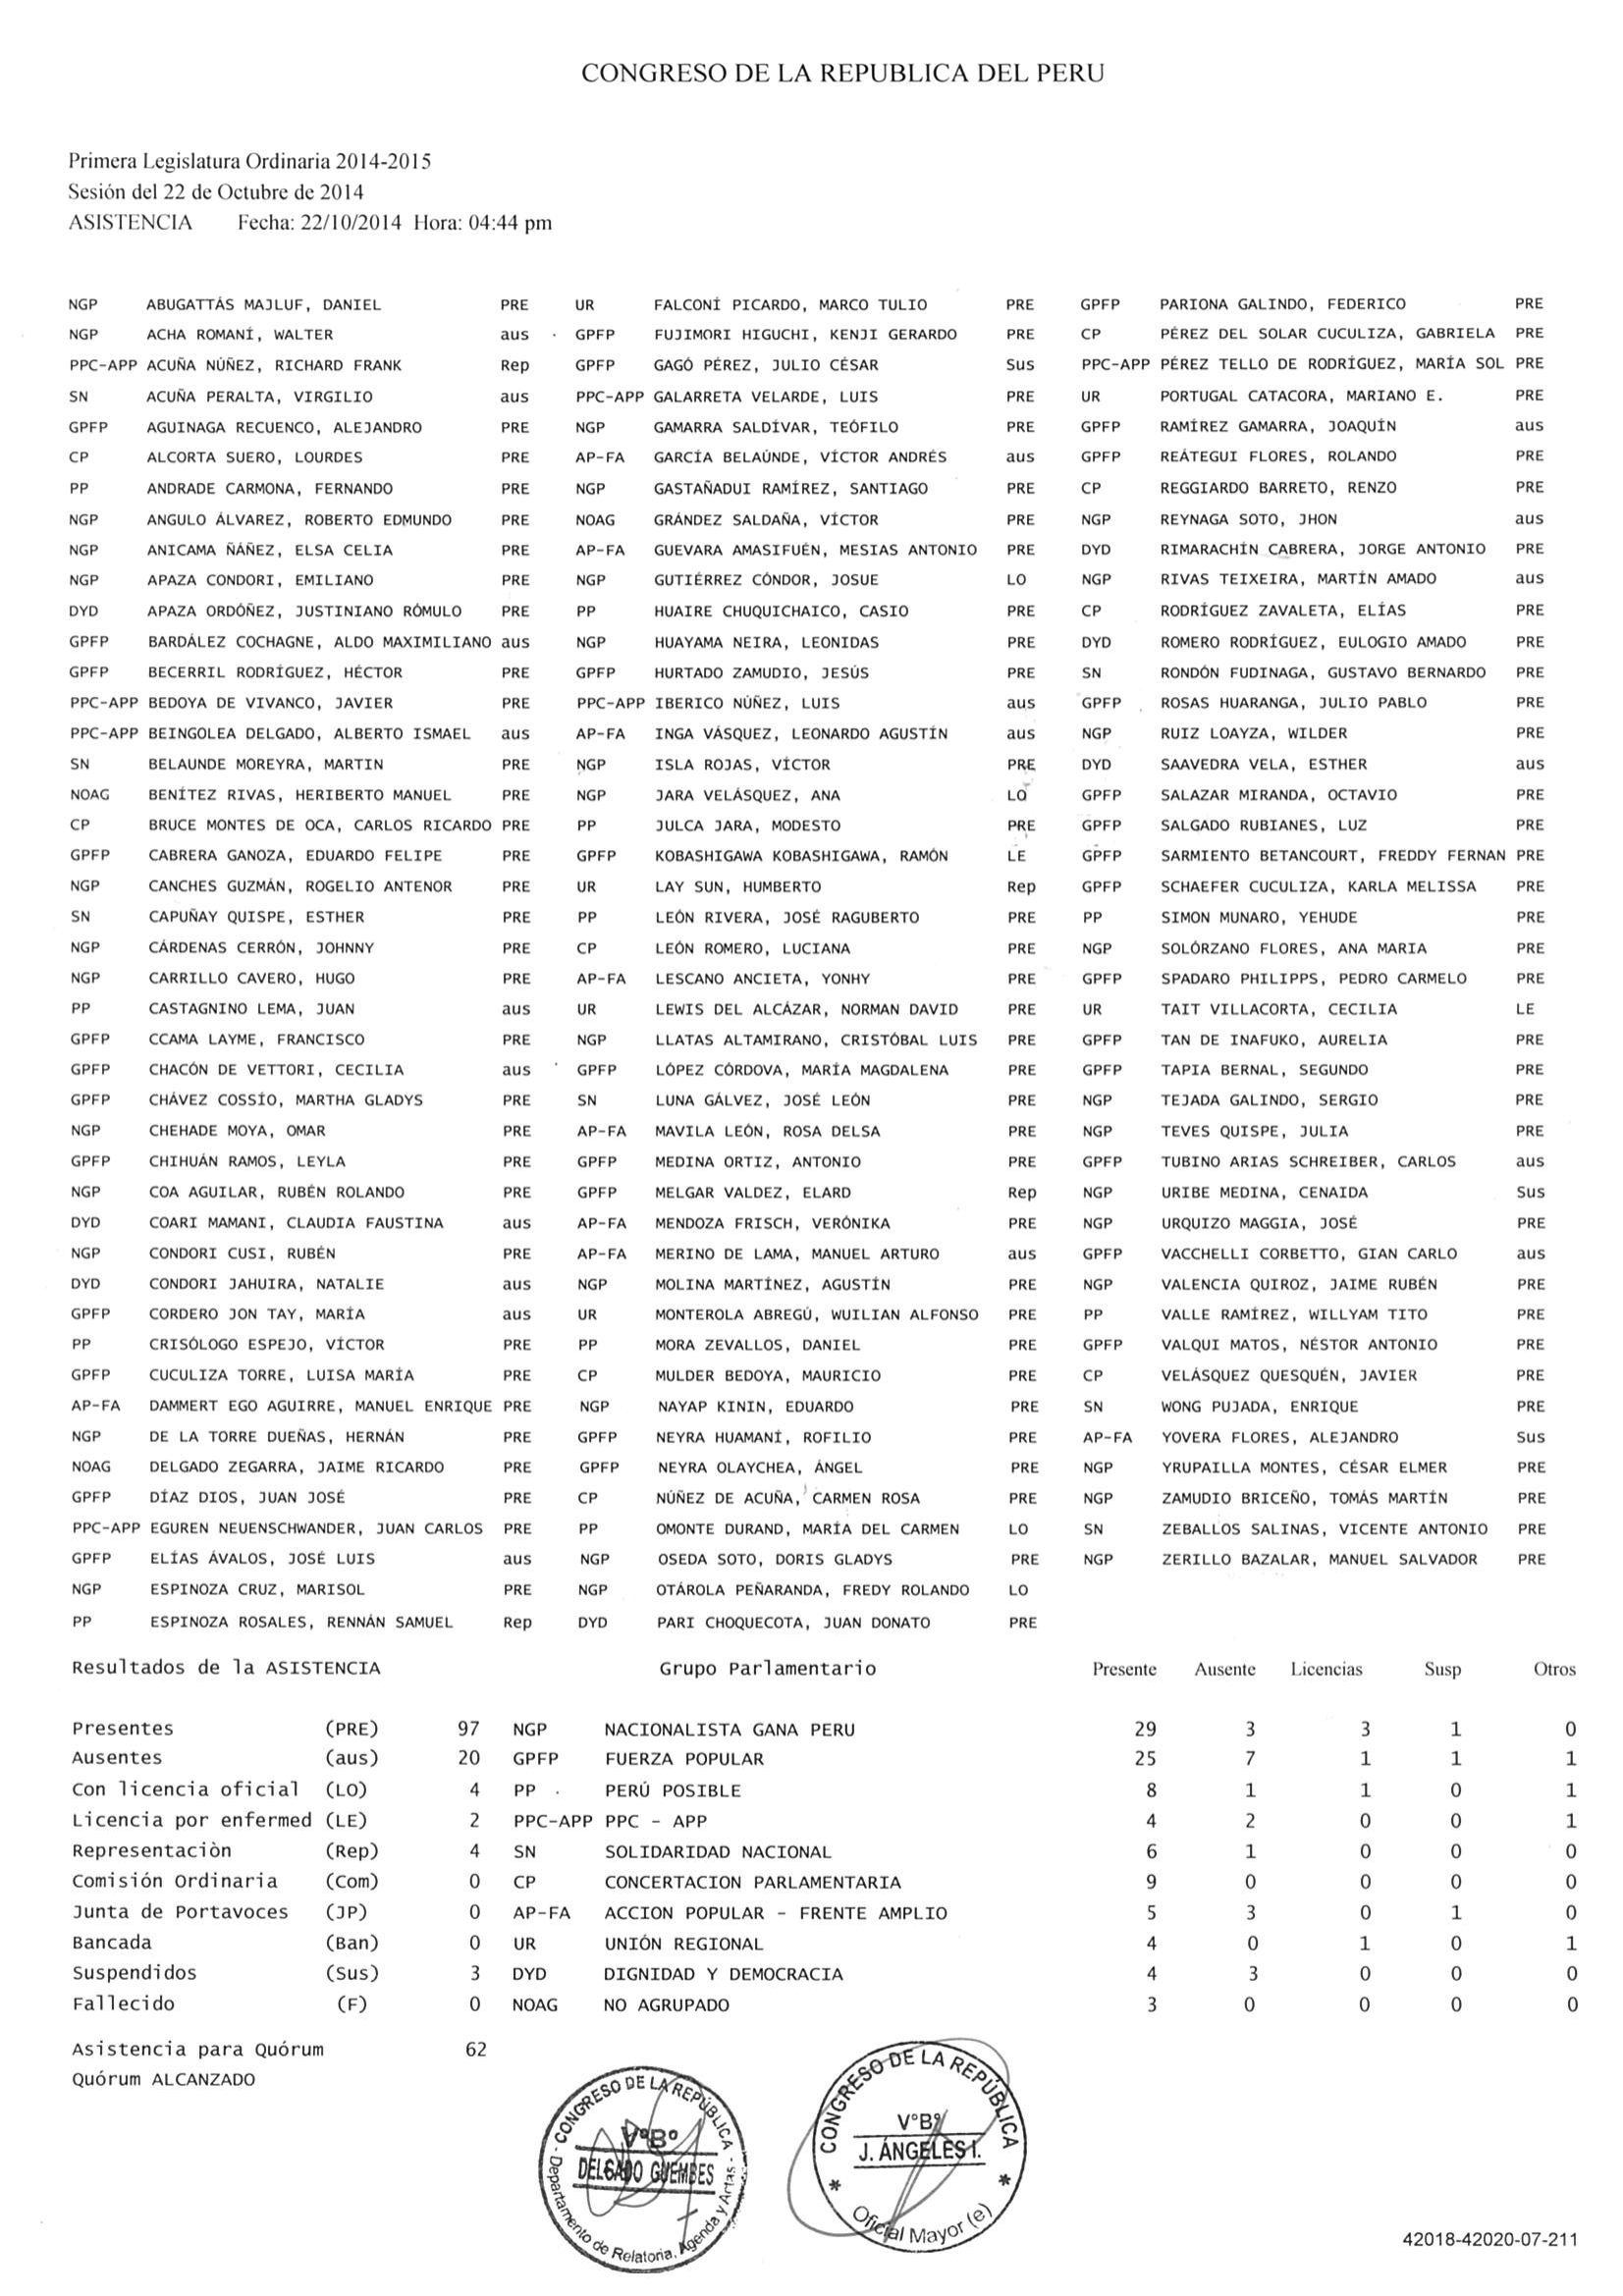 CONGRESO DE LA REPUBLICA DEL PERU
Primera Legislatura Ordinaria 2014-2015
Sesión del 22 de Octubre de 2014
ASISTENCIA Fecha: 22/10/2014 Hora: 04:44 pm
NGP ABUGATTÁS MAJLUF, DANIEL PRE UR FALCONÍ PICARDO, MARCO TULIO PRE GPFP PARIONA GALINDO, FEDERICO PRE
NGP ACHA ROMANÍ, WALTER aus GPFP FUJIMORI HIGUCHI, KENJI GERARDO PRE CP PÉREZ DEL SOLAR CUCULIZA, GABRIELA PRE
PPC-APP ACUÑA NÚÑEZ, RICHARD FRANK Rep GPFP GAGÓ PÉREZ, JULIO CÉSAR Sus PPC-APP PÉREZ TELLO DE RODRÍGUEZ, MARÍA SOL PRE
SN ACUÑA PERALTA, VIRGILIO aus PPC-APP GALARRETA VELARDE, LUIS PRE UR PORTUGAL CATACORA, MARIANO E. PRE
GPFP AGUINAGA RECUENCO, ALEJANDRO PRE NGP GAMARRA SALDÍVAR, TEÓFILO PRE GPFP RAMÍREZ GAMARRA, JOAQUÍN aus
CP ALCORTA SUERO, LOURDES PRE AP-FA GARCÍA BELAÚNDE, VÍCTOR ANDRÉS aus GPFP REÁTEGUI FLORES, ROLANDO PRE
PP ANDRADE CARMONA, FERNANDO PRE NGP GASTAÑADUI RAMÍREZ, SANTIAGO PRE CP REGGIARDO BARRETO, RENZO PRE
NGP ANGULO ÁLVAREZ, ROBERTO EDMUNDO PRE NOAG GRÁNDEZ SALDAÑA, VÍCTOR PRE NGP REYNAGA SOTO, JHON aus
NGP ANICAMA ÑÁÑEZ, ELSA CELIA PRE AP-FA GUEVARA AMASIFUÉN, MESIAS ANTONIO PRE DYD RIMARACHÍN CABRERA, JORGE ANTONIO PRE
NGP APAZA CONDORI, EMILIANO PRE NGP GUTIÉRREZ CÓNDOR, JOSUE LO NGP RIVAS TEIXEIRA, MARTÍN AMADO aus
DYD APAZA ORDÓÑEZ, JUSTINIANO RÓMULO PRE PP HUAIRE CHUQUICHAICO, CASIO PRE CP RODRÍGUEZ ZAVALETA, ELÍAS PRE
GPFP BARDÁLEZ COCHAGNE, ALDO MAXIMILIANO aus NGP HUAYAMA NEIRA, LEONIDAS PRE DYD ROMERO RODRÍGUEZ, EULOGIO AMADO PRE
GPFP BECERRIL RODRÍGUEZ, HÉCTOR PRE GPFP HURTADO ZAMUDIO, JESÚS PRE SN RONDÓN FUDINAGA, GUSTAVO BERNARDO PRE
PPC-APP BEDOYA DE VIVANCO, JAVIER PRE PPC-APP IBERICO NÚÑEZ, LUIS aus GPFP ROSAS HUARANGA, JULIO PABLO PRE
PPC-APP BEINGOLEA DELGADO, ALBERTO ISMAEL aus AP-FA INGA VÁSQUEZ, LEONARDO AGUSTÍN aus NGP RUIZ LOAYZA, WILDER PRE
SN BELAUNDE MOREYRA, MARTIN PRE NGP ISLA ROJAS, VÍCTOR PRE DYD SAAVEDRA VELA, ESTHER aus
NOAG BENÍTEZ RIVAS, HERIBERTO MANUEL PRE NGP JARA VELÁSQUEZ, ANA LO GPFP SALAZAR MIRANDA, OCTAVIO PRE
CP BRUCE MONTES DE OCA, CARLOS RICARDO PRE PP JULCA JARA, MODESTO PRE GPFP SALGADO RUBIANES, LUZ PRE
GPFP CABRERA GANOZA, EDUARDO FELIPE PRE GPFP KOBASHIGAWA KOBASHIGAWA, RAMÓN LE GPFP SARMIENTO BETANCOURT, FREDDY FERNAN PRE
NGP CANCHES GUZMÁN, ROGELIO ANTENOR PRE UR LAY SUN, HUMBERTO Rep GPFP SCHAEFER CUCULIZA, KARLA MELISSA PRE
SN CAPUÑAY QUISPE, ESTHER PRE PP LEÓN RIVERA, JOSÉ RAGUBERTO PRE PP SIMON MUNARO, YEHUDE PRE
NGP CÁRDENAS CERRÓN, JOHNNY PRE CP LEÓN ROMERO, LUCIANA PRE NGP SOLÓRZANO FLORES, ANA MARIA PRE
NGP CARRILLO CAVERO, HUGO PRE AP-FA LESCANO ANCIETA, YONHY PRE GPFP SPADARO PHILIPPS, PEDRO CARMELO PRE
PP CASTAGNINO LEMA, JUAN aus UR LEWIS DEL ALCÁZAR, NORMAN DAVID PRE UR TAIT VILLACORTA, CECILIA LE
GPFP CCAMA LAYME, FRANCISCO PRE NGP LLATAS ALTAMIRANO, CRISTÓBAL LUIS PRE GPFP TAN DE INAFUKO, AURELIA PRE
GPFP CHACÓN DE VETTORI, CECILIA aus GPFP LÓPEZ CÓRDOVA, MARÍA MAGDALENA PRE GPFP TAPIA BERNAL, SEGUNDO PRE
GPFP CHÁVEZ COSSÍO, MARTHA GLADYS PRE SN LUNA GÁLVEZ, JOSÉ LEÓN PRE NGP TEJADA GALINDO, SERGIO PRE
NGP CHEHADE MOYA, OMAR PRE AP-FA MAVILA LEÓN, ROSA DELSA PRE NGP TEVES QUISPE, JULIA PRE
GPFP CHIHUÁN RAMOS, LEYLA PRE GPFP MEDINA ORTIZ, ANTONIO PRE GPFP TUBINO ARIAS SCHREIBER, CARLOS aus
NGP COA AGUILAR, RUBÉN ROLANDO PRE GPFP MELGAR VALDEZ, ELARD Rep NGP URIBE MEDINA, CENAIDA Sus
DYD COARI MAMANI, CLAUDIA FAUSTINA aus AP-FA MENDOZA FRISCH, VERÓNIKA PRE NGP URQUIZO MAGGIA, JOSÉ PRE
NGP CONDORI CUSI, RUBÉN PRE AP-FA MERINO DE LAMA, MANUEL ARTURO aus GPFP VACCHELLI CORBETTO, GIAN CARLO aus
DYD CONDORI JAHUIRA, NATALIE aus NGP MOLINA MARTÍNEZ, AGUSTÍN PRE NGP VALENCIA QUIROZ, JAIME RUBÉN PRE
GPFP CORDERO JON TAY, MARÍA aus UR MONTEROLA ABREGÚ, WUILIAN ALFONSO PRE PP VALLE RAMÍREZ, WILLYAM TITO PRE
PP CRISÓLOGO ESPEJO, VÍCTOR PRE PP MORA ZEVALLOS, DANIEL PRE GPFP VALQUI MATOS, NÉSTOR ANTONIO PRE
GPFP CUCULIZA TORRE, LUISA MARÍA PRE CP MULDER BEDOYA, MAURICIO PRE CP VELÁSQUEZ QUESQUÉN, JAVIER PRE
AP-FA DAMMERT EGO AGUIRRE, MANUEL ENRIQUE PRE NGP NAYAP KININ, EDUARDO PRE SN WONG PUJADA, ENRIQUE PRE
NGP DE LA TORRE DUEÑAS, HERNÁN PRE GPFP NEYRA HUAMANÍ, ROFILIO PRE AP-FA YOVERA FLORES, ALEJANDRO Sus
NOAG DELGADO ZEGARRA, JAIME RICARDO PRE GPFP NEYRA OLAYCHEA, ÁNGEL PRE NGP YRUPAILLA MONTES, CÉSAR ELMER PRE
GPFP DÍAZ DIOS, JUAN JOSÉ PRE CP NÚÑEZ DE ACUÑA, CARMEN ROSA PRE NGP ZAMUDIO BRICEÑO, TOMÁS MARTÍN PRE
PPC-APP EGUREN NEUENSCHWANDER, JUAN CARLOS PRE PP OMONTE DURAND, MARÍA DEL CARMEN LO SN ZEBALLOS SALINAS, VICENTE ANTONIO PRE
GPFP ELÍAS ÁVALOS, JOSÉ LUIS aus NGP OSEDA SOTO, DORIS GLADYS PRE NGP ZERILLO BAZALAR, MANUEL SALVADOR PRE
NGP ESPINOZA CRUZ, MARISOL PRE NGP OTÁROLA PEÑARANDA, FREDY ROLANDO LO
PP ESPINOZA ROSALES, RENNÁN SAMUEL Rep DYD PARI CHOQUECOTA, JUAN DONATO PRE
Resultados de la ASISTENCIA Grupo Parlamentario Presente Ausente Licencias Susp Otros
Presentes (PRE) 97 NGP NACIONALISTA GANA PERU 29 3 3 1 0
Ausentes (aus) 20 GPFP FUERZA POPULAR 25 7 1 1 1
Con licencia oficial (LO) 4 PP PERÚ POSIBLE 8 1 1 0 1
Licencia por enfermed (LE) 2 PPC-APP PPC - APP 4 2 0 0 1
Representaciòn (Rep) 4 SN SOLIDARIDAD NACIONAL 6 1 0 0 0
Comisión Ordinaria (Com) 0 CP CONCERTACION PARLAMENTARIA 9 0 0 0 0
Junta de Portavoces (JP) 0 AP-FA ACCION POPULAR - FRENTE AMPLIO 5 3 0 1 0
Bancada (Ban) 0 UR UNIÓN REGIONAL 4 0 1 0 1
Suspendidos (Sus) 3 DYD DIGNIDAD Y DEMOCRACIA 4 3 0 0 0
Fallecido (F) 0 NOAG NO AGRUPADO 3 0 0 0 0
Asistencia para Quórum 62
Quórum ALCANZADO
CONGRESO DE LA REPÚBLICA
V°B°
DELGADO GUEMBES
Departamento de Relatoria, Agenda y Actas
CONGRESO DE LA REPÚBLICA
V°B°
J. ÁNGELES I.
Oficial Mayor (e)
42018-42020-07-211